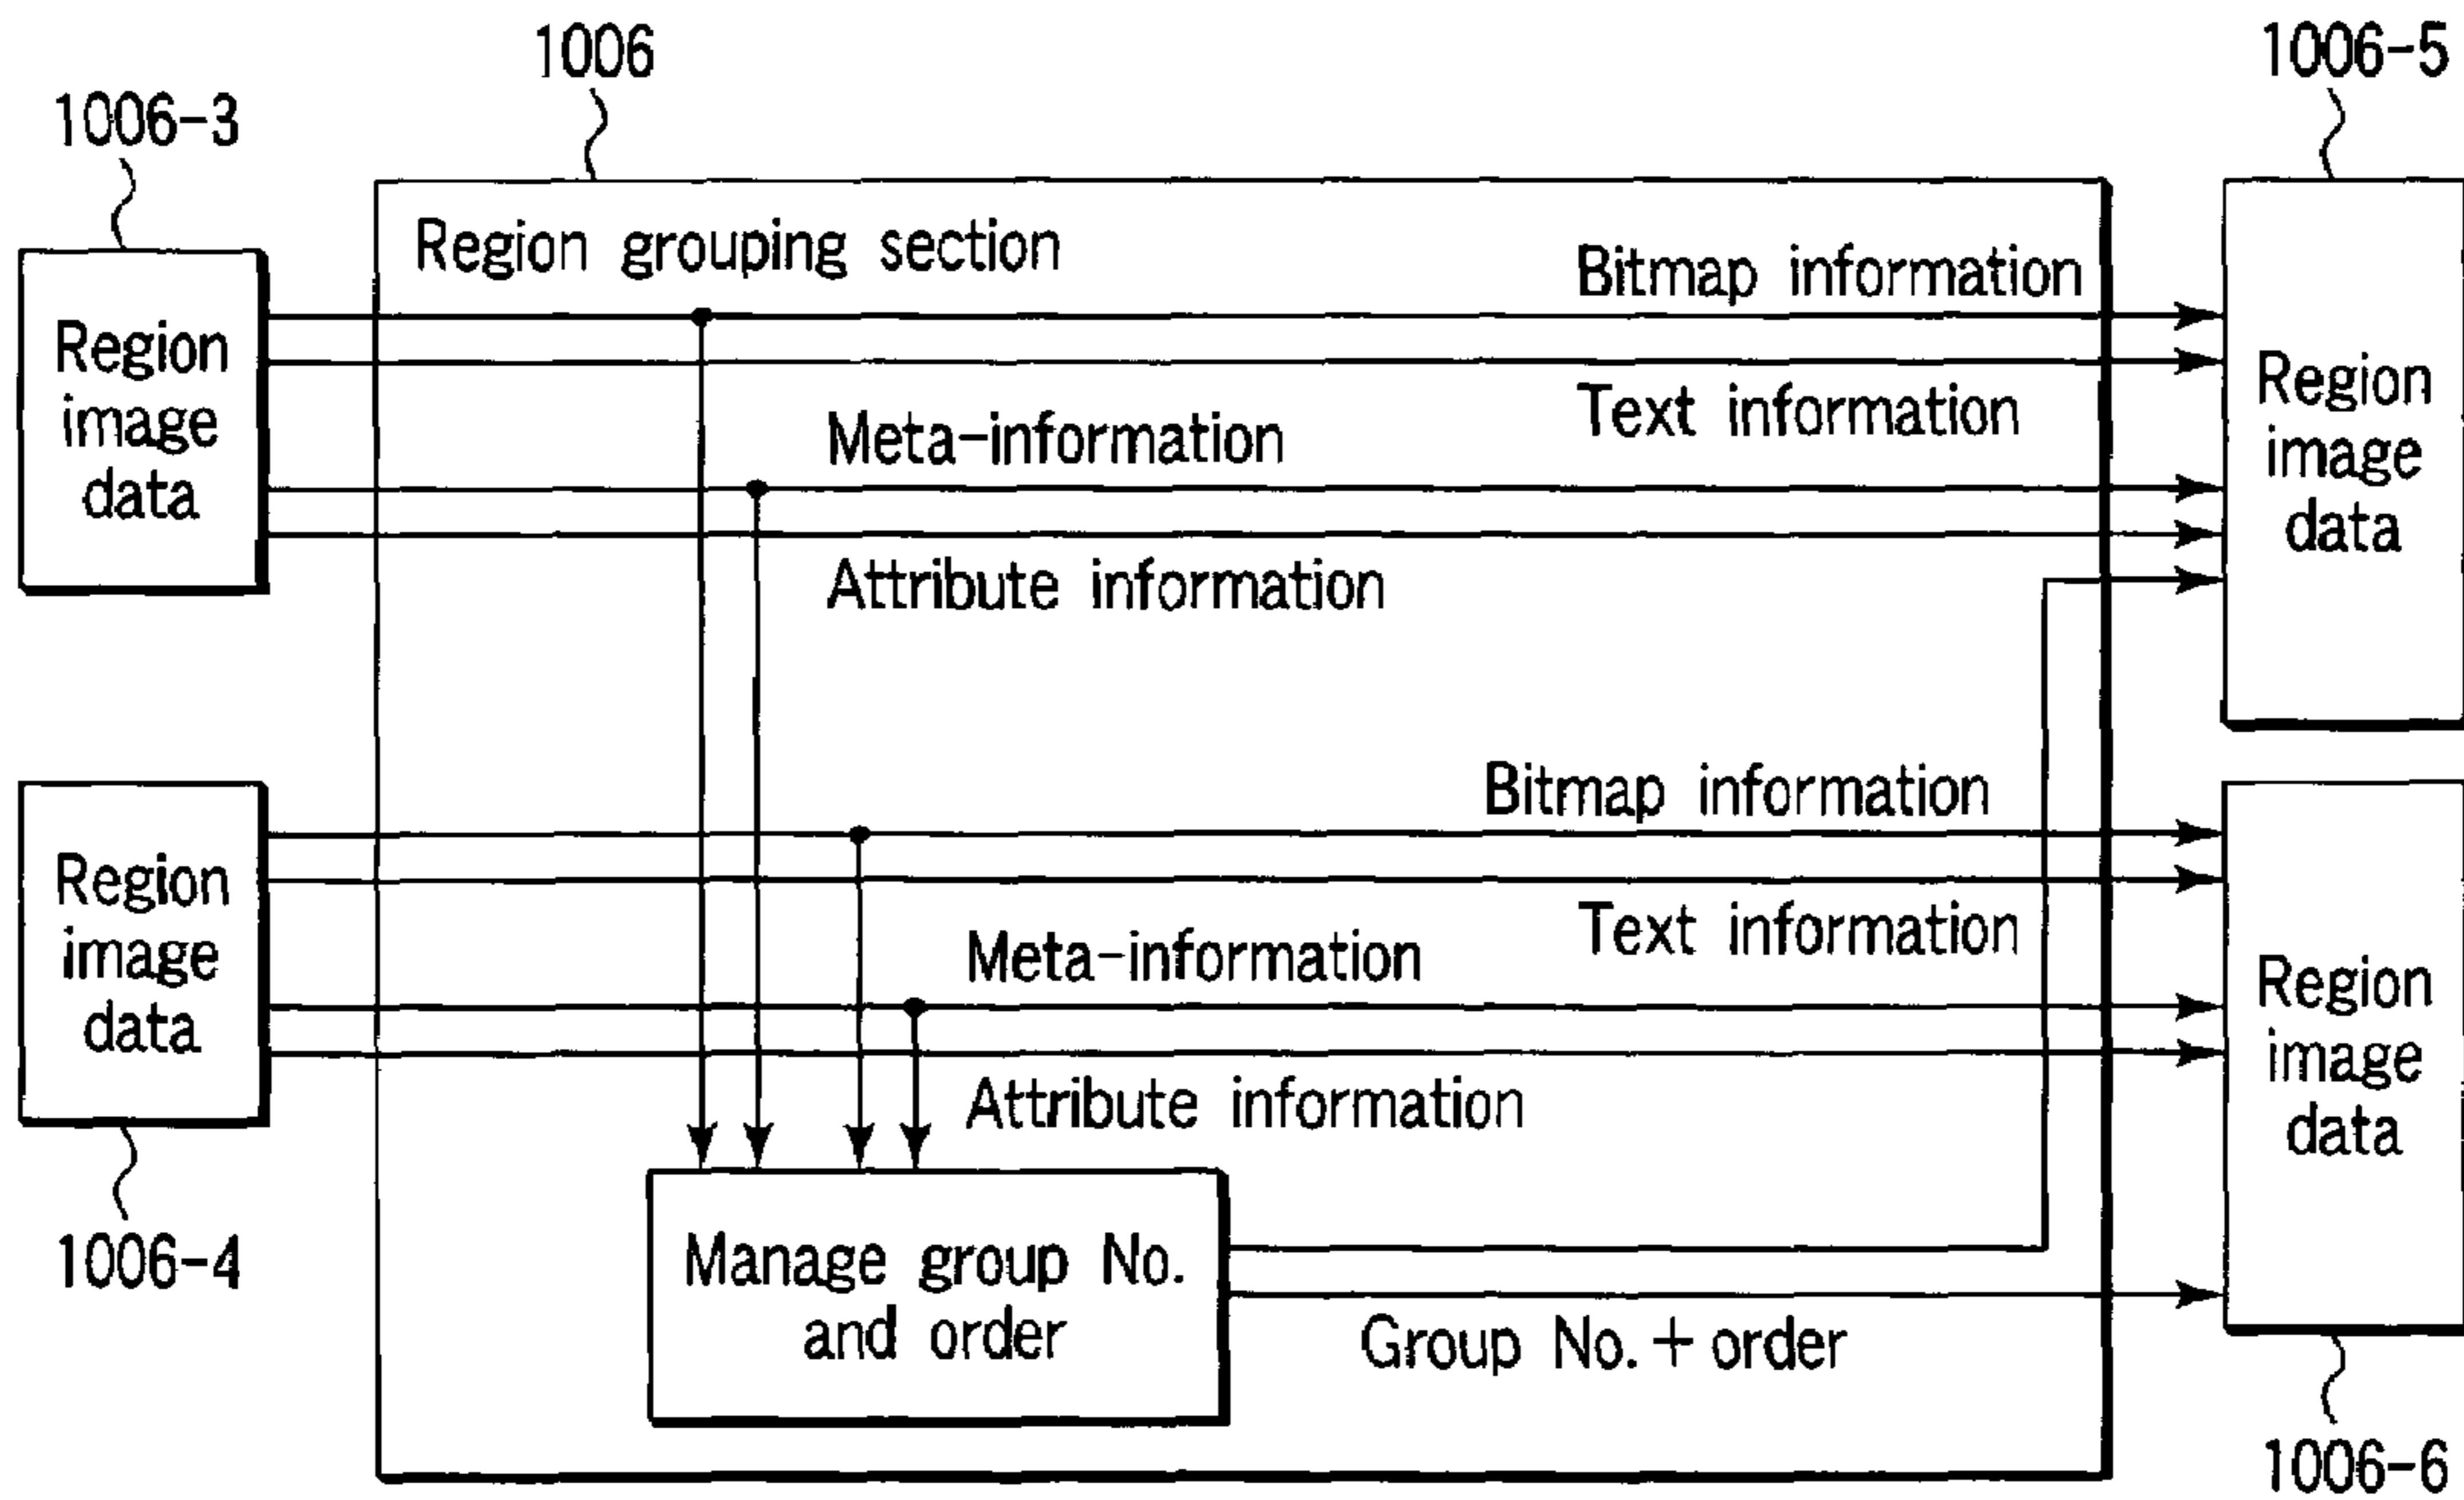 1006
1006-5
1006-3
Region grouping section
Bitmap information
Region
image
data
Text information
Region
image
data
Meta-information
Attribute information
Bitmap information
Region
image
data
Text information
Meta-information
Region
image
data
Attribute information
1006-4
Manage group No.
and order
Group No. + order
1006-6